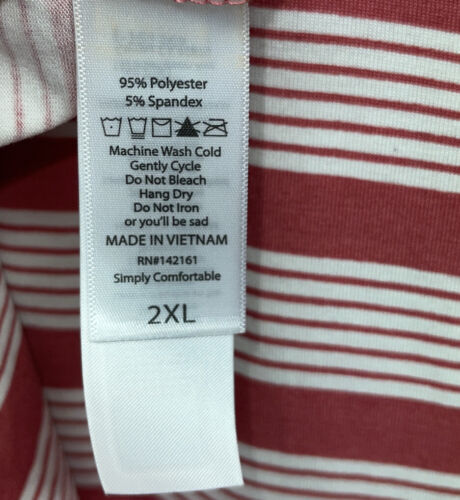 95% Polyester
5% Spandex
Machine Wash Cold
Gently Cycle
Do Not Bleach
Hang Dry
Do Not Iron
or you'll be sad
MADE IN VIETNAM
RN#142161
Simply Comfortable
2XL